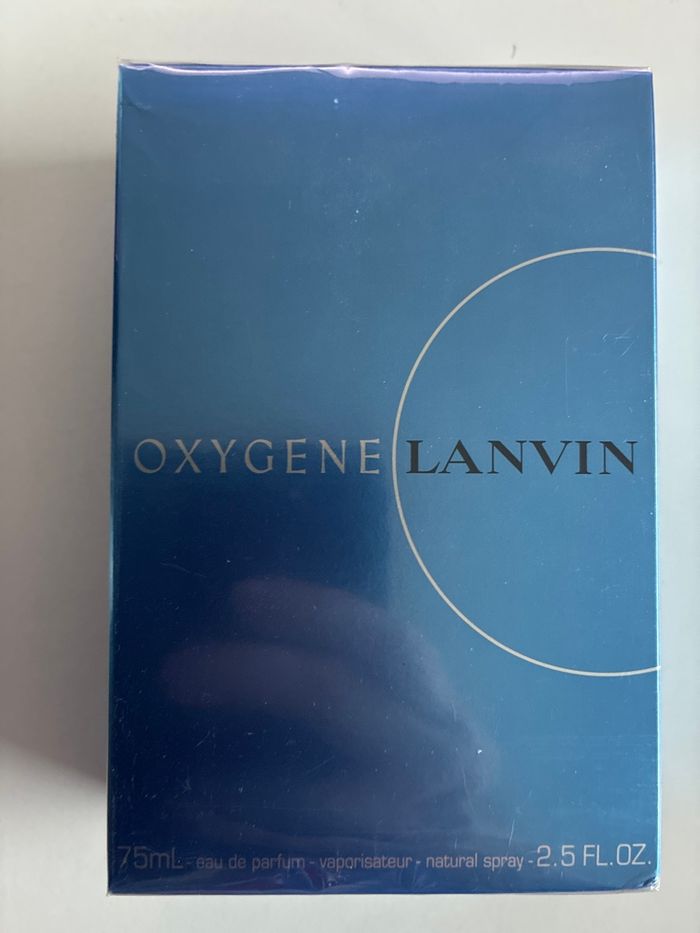 OXYGENE LANVIN
75mL - eau de parfum - vaporisateur - natural spray - 2.5 FL.OZ.